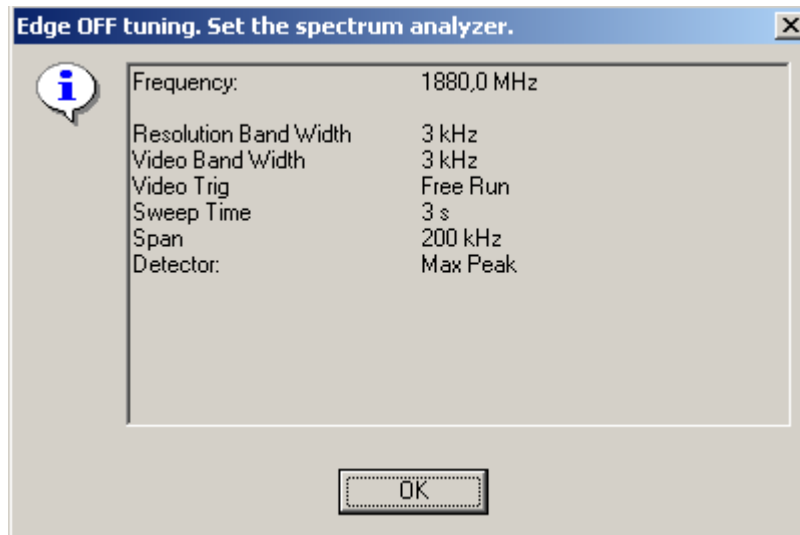 Edge OFF tuning. Set the spectrum analyzer.
Frequency: 1880,0 MHz
Resolution Band Width 3 kHz
Video Band Width 3 kHz
Video Trig Free Run
Sweep Time 3 s
Span 200 kHz
Detector: Max Peak
OK